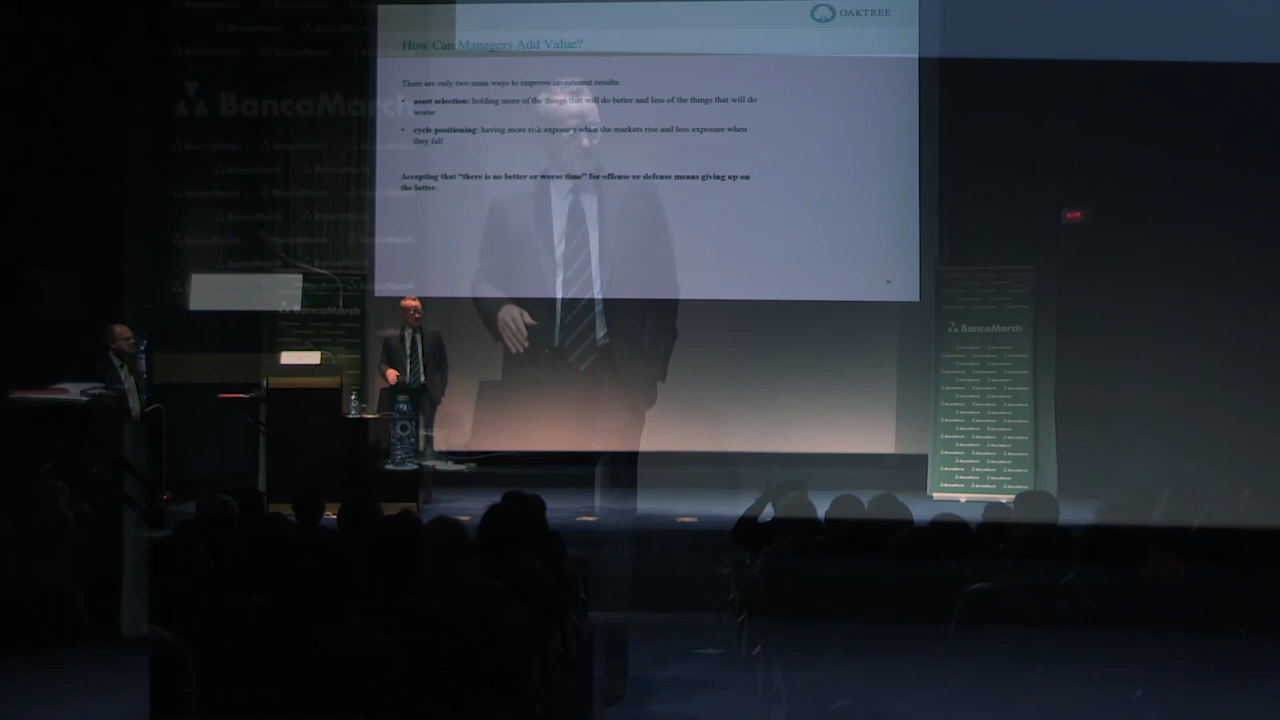 OAKTREE
How Can Managers Add Value?
There are only two main ways to improve investment results:
• asset selection: holding more of the things that will do better and less of the things that will do
worse
• cycle positioning: having more risk exposure when the markets rise and less exposure when
they fall
Accepting that "there is no better or worse time" for offense or defense means giving up on
the latter.
BancaMarch
BancaMarch
BancaMarch